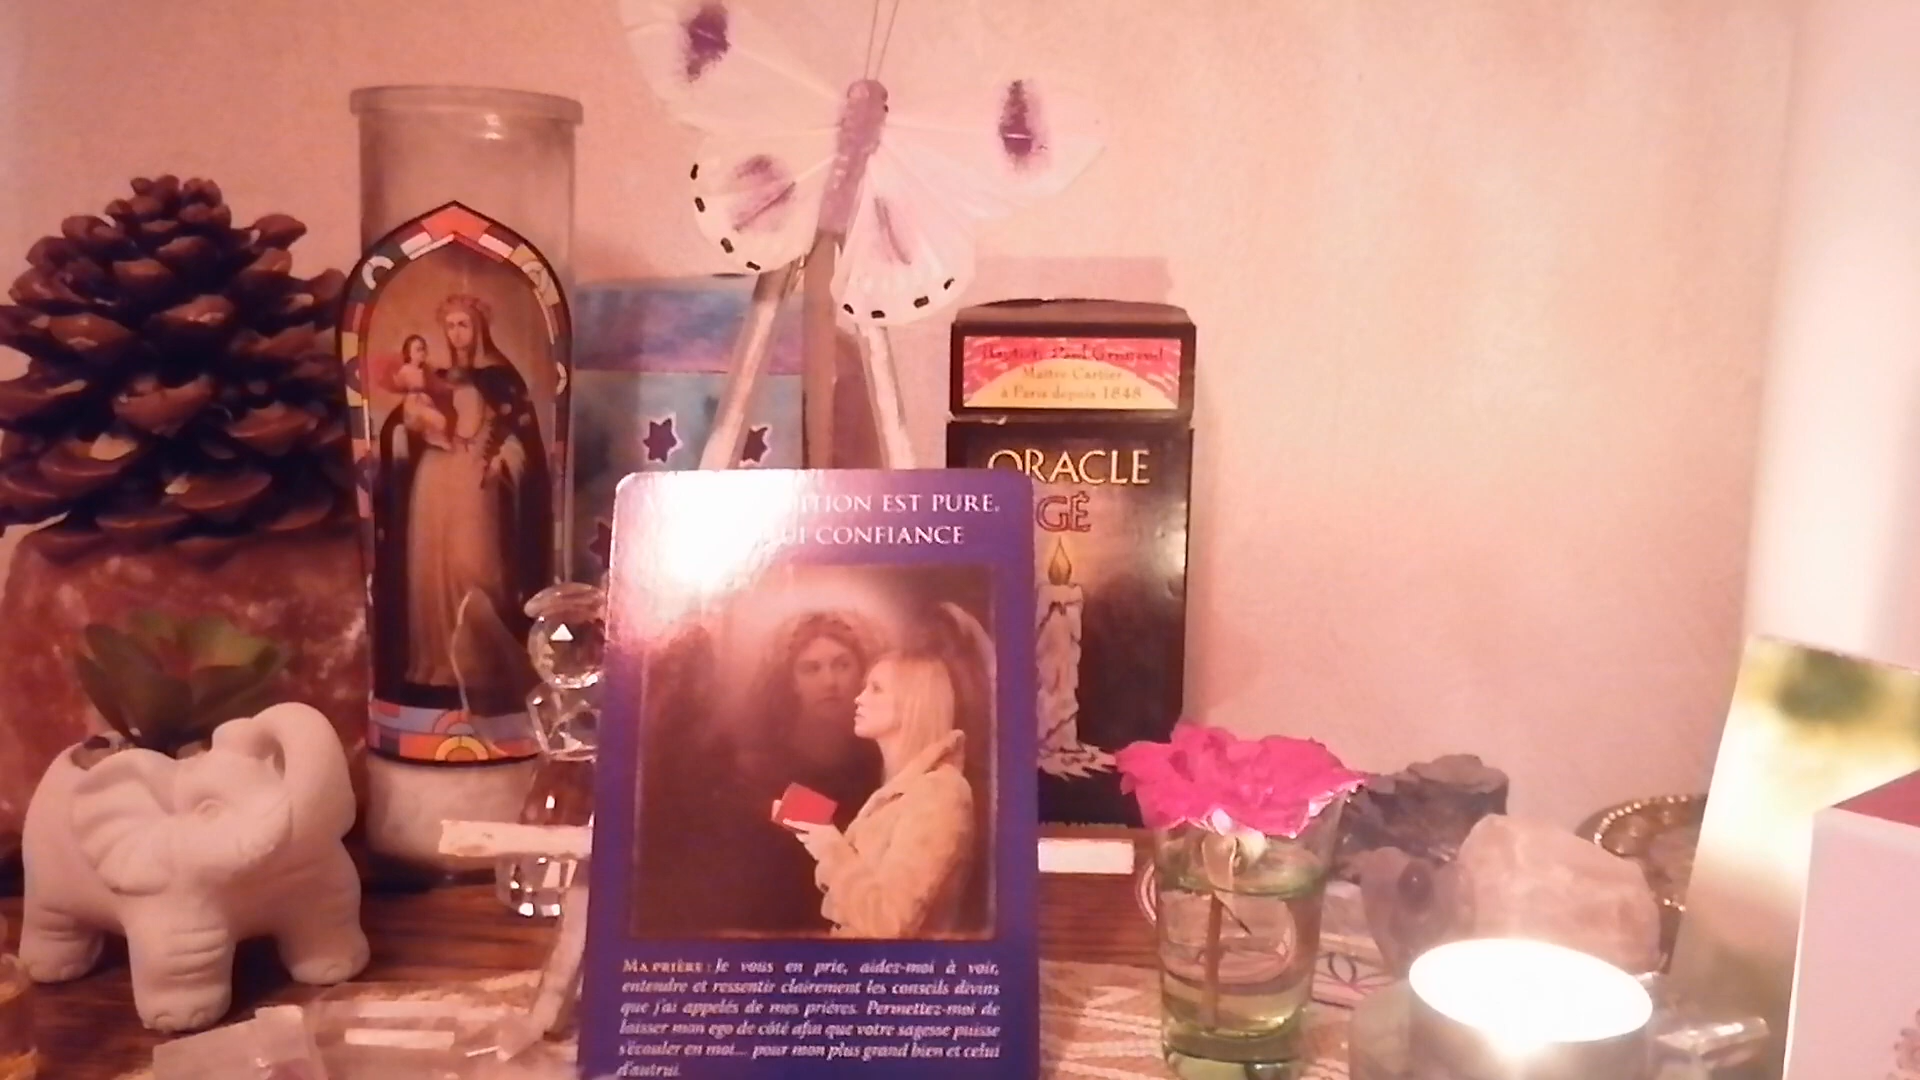 Maître Cartier
à Paris depuis 1848
ORACLE
GÉ
EST PURE,
CONFIANCE
MA PRIÈRE : Je vous en prie, aidez-moi à voir,
entendre et ressentir clairement les conseils divins
que j'ai appelés de mes prières. Permettez-moi de
laisser mon ego de côté afin que votre sagesse puisse
s'écouler en moi... pour mon plus grand bien et celui
d'autrui.